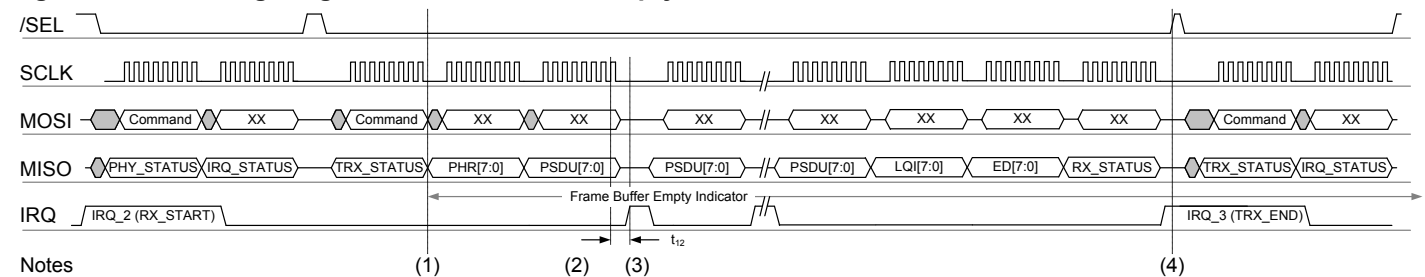 /SEL
SCLK
MOSI Command XX Command XX XX XX XX XX XX XX Command XX
MISO PHY_STATUS IRQ_STATUS TRX_STATUS PHR[7:0] PSDU[7:0] PSDU[7:0] PSDU[7:0] LQI[7:0] ED[7:0] RX_STATUS TRX_STATUS IRQ_STATUS
Frame Buffer Empty Indicator
IRQ IRQ_2 (RX_START) IRQ_3 (TRX_END)
t12
Notes (1) (2) (3) (4)